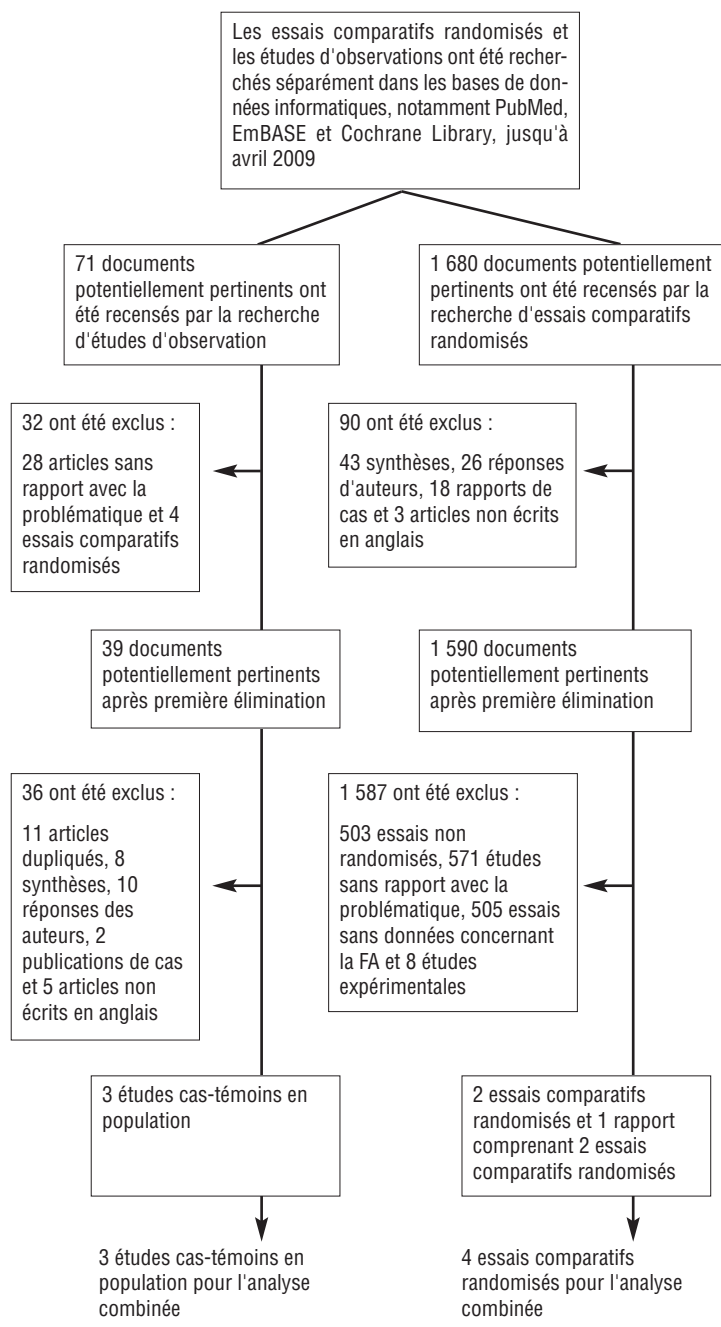 Les essais comparatifs randomisés et
les études d'observations ont été recher-
chés séparément dans les bases de don-
nées informatiques, notamment PubMed,
EmBASE et Cochrane Library, jusqu'à
avril 2009
71 documents
potentiellement pertinents ont
été recensés par la recherche
d'études d'observation
1 680 documents potentiellement
pertinents ont été recensés par la
recherche d'essais comparatifs
randomisés
32 ont été exclus :
28 articles sans
rapport avec la
problématique et 4
essais comparatifs
randomisés
90 ont été exclus :
43 synthèses, 26 réponses
d'auteurs, 18 rapports de
cas et 3 articles non écrits
en anglais
39 documents
potentiellement pertinents
après première élimination
1 590 documents
potentiellement pertinents
après première élimination
36 ont été exclus :
11 articles
dupliqués, 8
synthèses, 10
réponses des
auteurs, 2
publications de cas
et 5 articles non
écrits en anglais
1 587 ont été exclus :
503 essais non
randomisés, 571 études
sans rapport avec la
problématique, 505 essais
sans données concernant
la FA et 8 études
expérimentales
3 études cas-témoins en
population
2 essais comparatifs
randomisés et 1 rapport
comprenant 2 essais
comparatifs randomisés
3 études cas-témoins en
population pour l'analyse
combinée
4 essais comparatifs
randomisés pour l'analyse
combinée